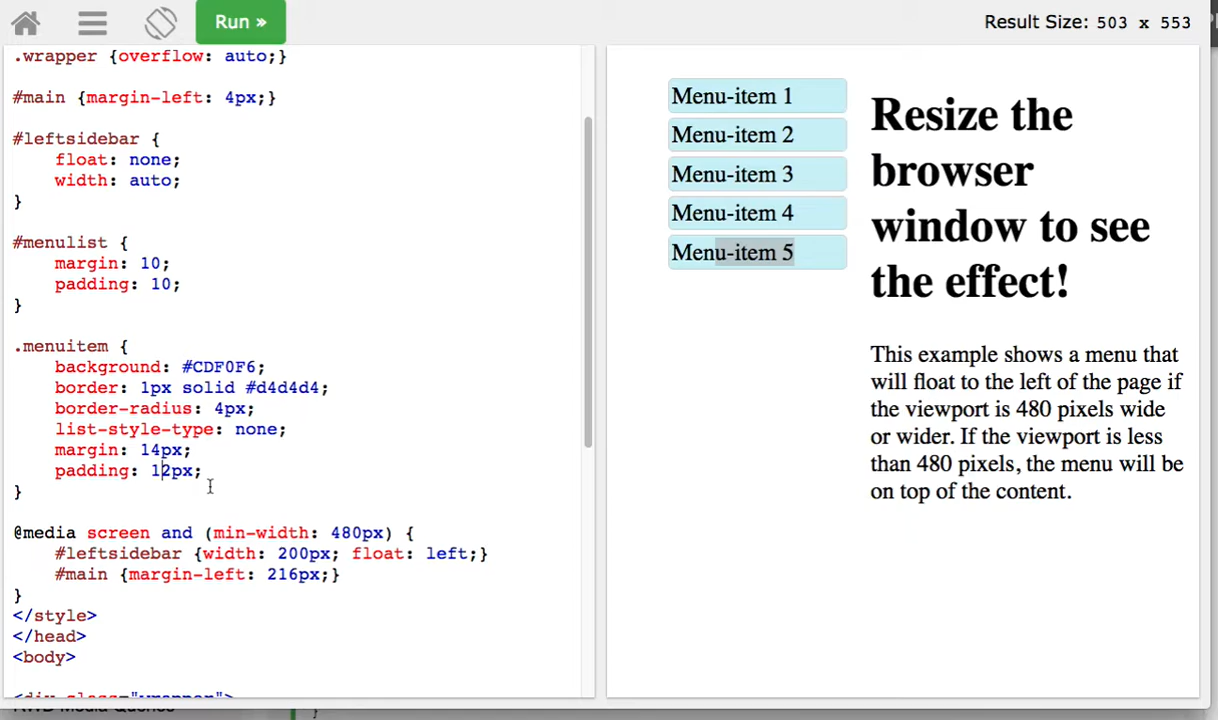 Run »
Result Size: 503 x 553
.wrapper {overflow: auto;}
#main {margin-left: 4px;}
#leftsidebar {
float: none;
width: auto;
}
#menulist {
margin: 10;
padding: 10;
}
.menuitem {
background: #CDF0F6;
border: 1px solid #d4d4d4;
border-radius: 4px;
list-style-type: none;
margin: 14px;
padding: 12px;
}
@media screen and (min-width: 480px) {
#leftsidebar {width: 200px; float: left;}
#main {margin-left: 216px;}
}
</style>
</head>
<body>
<div class="wrapper">
RWD Media Queries
}
Menu-item 1
Menu-item 2
Menu-item 3
Menu-item 4
Menu-item 5
Resize the
browser
window to see
the effect!
This example shows a menu that
will float to the left of the page if
the viewport is 480 pixels wide
or wider. If the viewport is less
than 480 pixels, the menu will be
on top of the content.